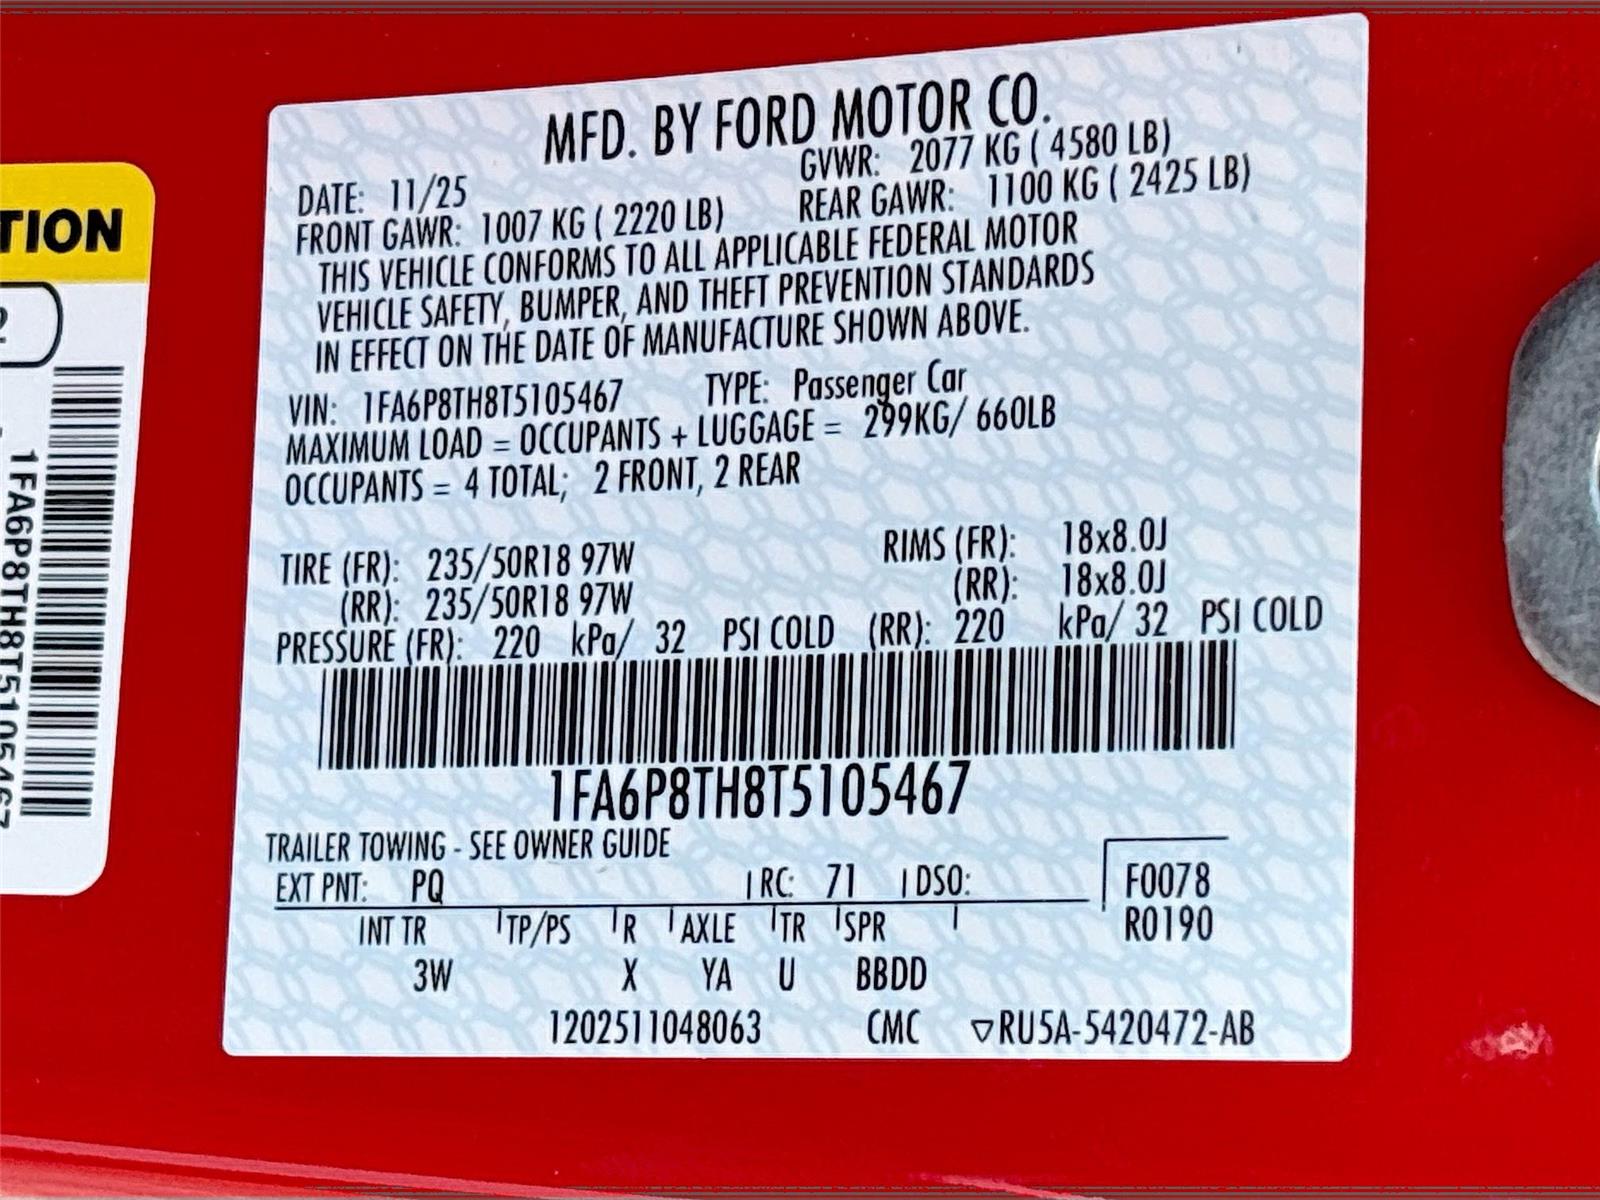 TION
2
1FA6P8TH8T5105467
MFD. BY FORD MOTOR CO.
DATE: 11/25 GVWR: 2077 KG ( 4580 LB)
FRONT GAWR: 1007 KG ( 2220 LB) REAR GAWR: 1100 KG ( 2425 LB)
THIS VEHICLE CONFORMS TO ALL APPLICABLE FEDERAL MOTOR
VEHICLE SAFETY, BUMPER, AND THEFT PREVENTION STANDARDS
IN EFFECT ON THE DATE OF MANUFACTURE SHOWN ABOVE.
VIN: 1FA6P8TH8T5105467 TYPE: Passenger Car
MAXIMUM LOAD = OCCUPANTS + LUGGAGE = 299KG/ 660LB
OCCUPANTS = 4 TOTAL; 2 FRONT, 2 REAR
TIRE (FR): 235/50R18 97W RIMS (FR): 18x8.0J
(RR): 235/50R18 97W (RR): 18x8.0J
PRESSURE (FR): 220 kPa/ 32 PSI COLD (RR): 220 kPa/ 32 PSI COLD
1FA6P8TH8T5105467
TRAILER TOWING - SEE OWNER GUIDE
EXT PNT: PQ RC: 71 DSO: F0078
INT TR TP/PS R AXLE TR SPR R0190
3W X YA U BBDD
1202511048063 CMC ▽RU5A-5420472-AB